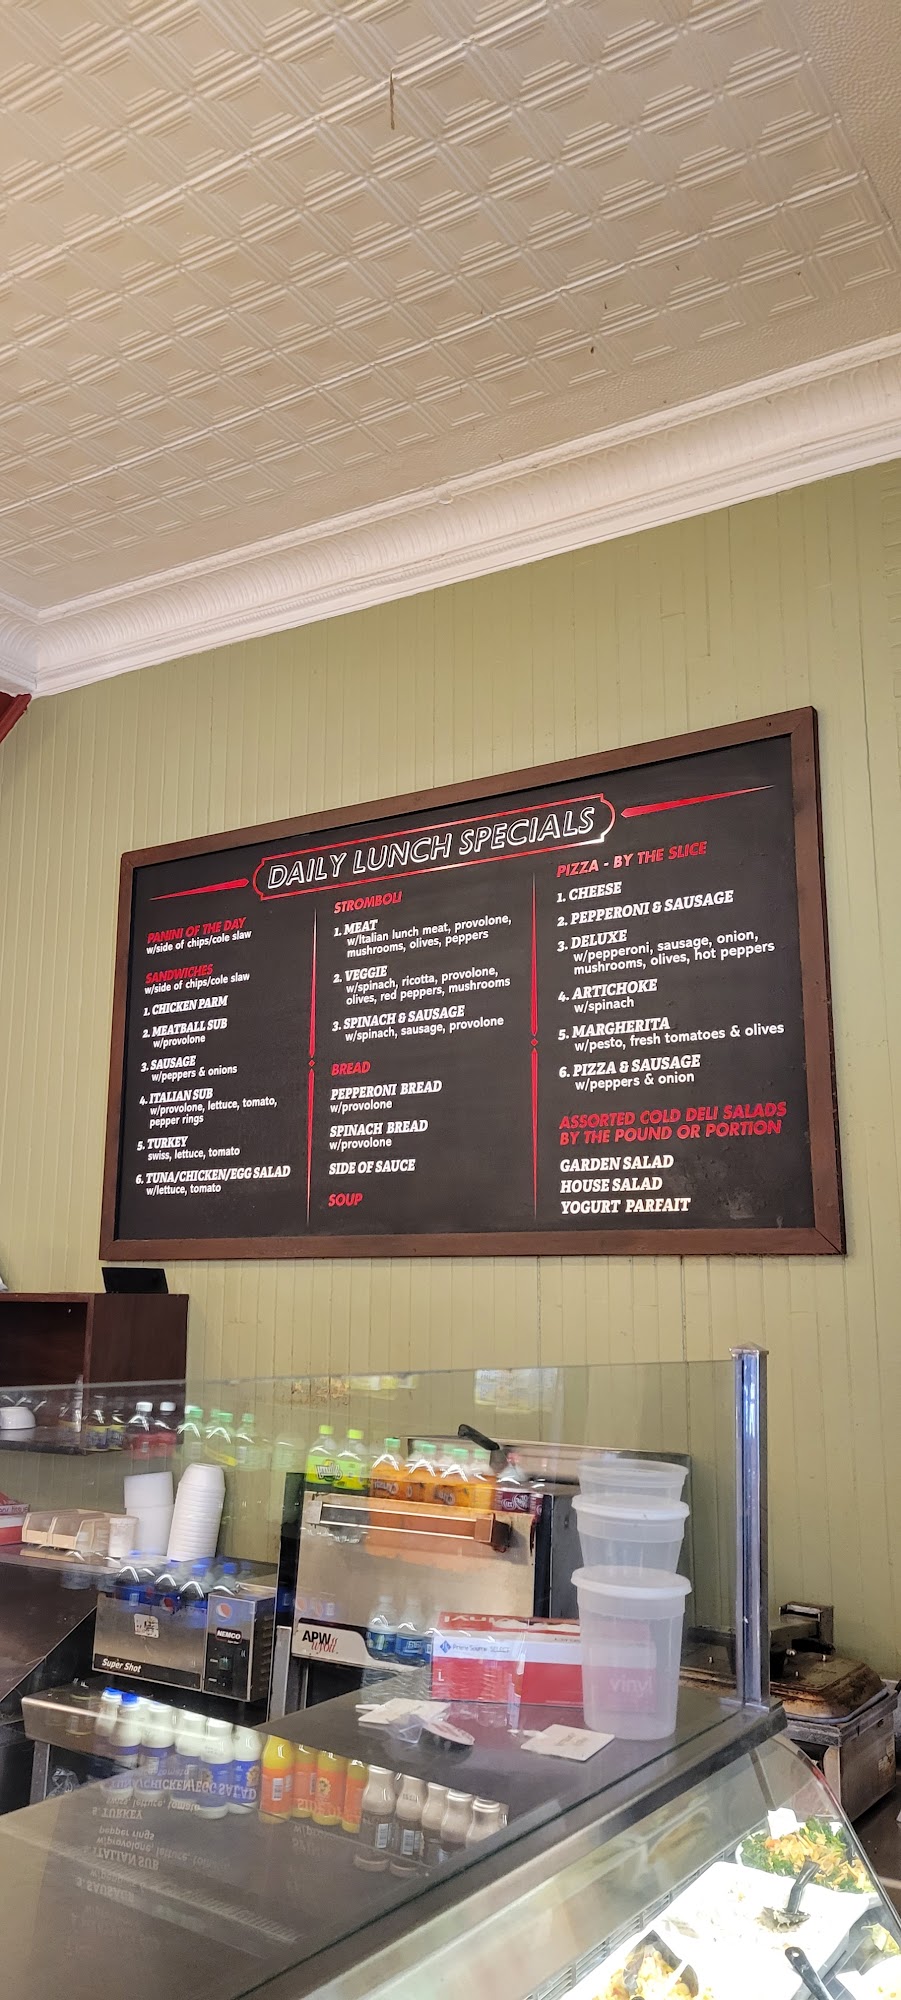 DAILY LUNCH SPECIALS
PANINI OF THE DAY
w/side of chips/cole slaw
SANDWICHES
w/side of chips/cole slaw
1. CHICKEN PARM
2. MEATBALL SUB
w/provolone
3. SAUSAGE
w/peppers & onions
4. ITALIAN SUB
w/provolone, lettuce, tomato,
pepper rings
5. TURKEY
swiss, lettuce, tomato
6. TUNA/CHICKEN/EGG SALAD
w/lettuce, tomato
STROMBOLI
1. MEAT
w/Italian lunch meat, provolone,
mushrooms, olives, peppers
2. VEGGIE
w/spinach, ricotta, provolone,
olives, red peppers, mushrooms
3. SPINACH & SAUSAGE
w/spinach, sausage, provolone
BREAD
PEPPERONI BREAD
w/provolone
SPINACH BREAD
w/provolone
SIDE OF SAUCE
SOUP
PIZZA - BY THE SLICE
1. CHEESE
2. PEPPERONI & SAUSAGE
3. DELUXE
w/pepperoni, sausage, onion,
mushrooms, olives, hot peppers
4. ARTICHOKE
w/spinach
5. MARGHERITA
w/pesto, fresh tomatoes & olives
6. PIZZA & SAUSAGE
w/peppers & onion
ASSORTED COLD DELI SALADS
BY THE POUND OR PORTION
GARDEN SALAD
HOUSE SALAD
YOGURT PARFAIT
NEMCO
Super Shot
APW
Wyott
vinyl
L